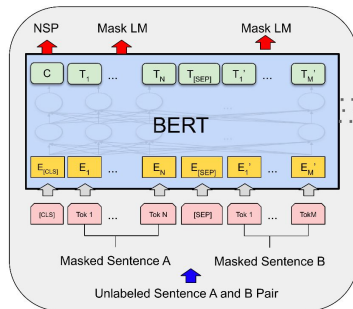 NSP Mask LM Mask LM
C T1 ... TN T[SEP] T1' ... TM'
BERT
E[CLS] E1 ... EN E[SEP] E1' ... EM'
[CLS] Tok 1 ... Tok N [SEP] Tok 1 ... TokM
Masked Sentence A Masked Sentence B
Unlabeled Sentence A and B Pair